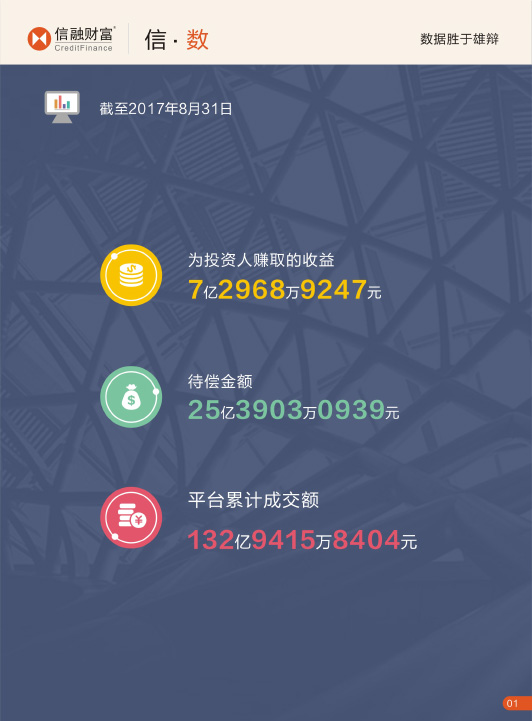 信融财富®
CreditFinance
信·数
数据胜于雄辩
截至2017年8月31日
为投资人赚取的收益
7亿2968万9247元
待偿金额
25亿3903万0939元
平台累计成交额
132亿9415万8404元
01